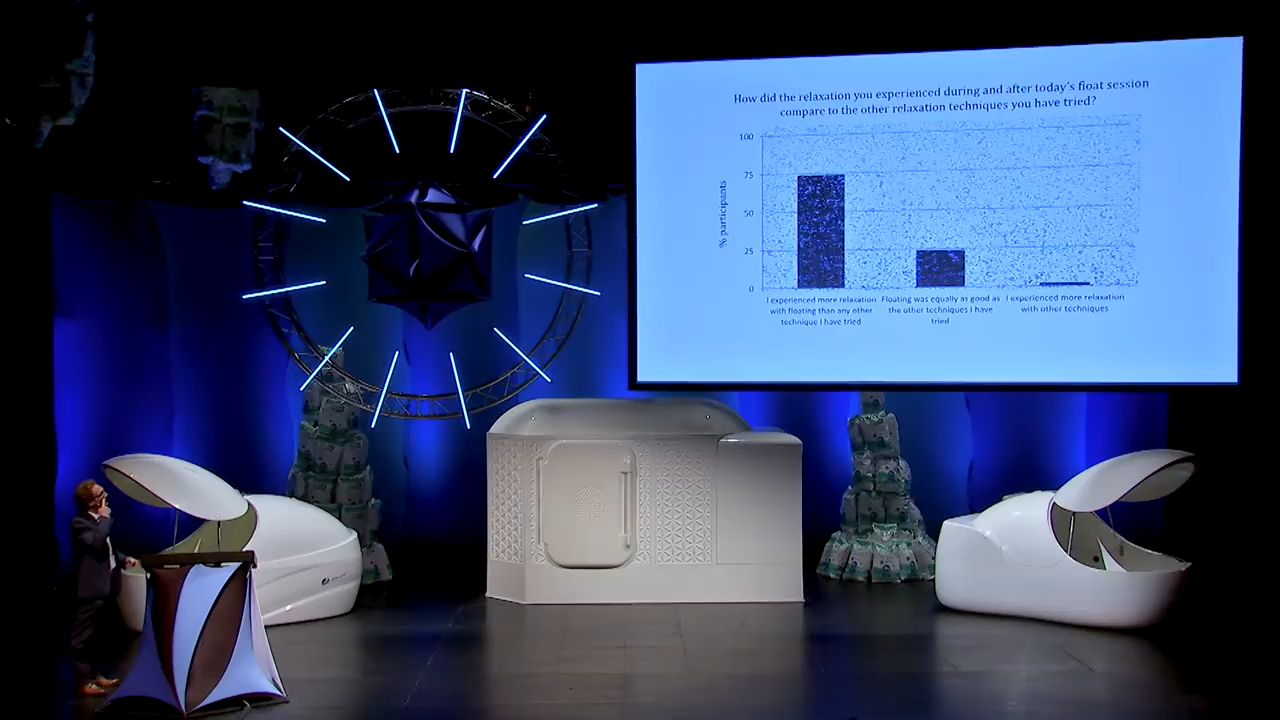 How did the relaxation you experienced during and after today's float session
compare to the other relaxation techniques you have tried?
100
75
50
25
0
% participants
I experienced more relaxation
with floating than any other
technique I have tried
Floating was equally as good as
the other techniques I have
tried
I experienced more relaxation
with other techniques